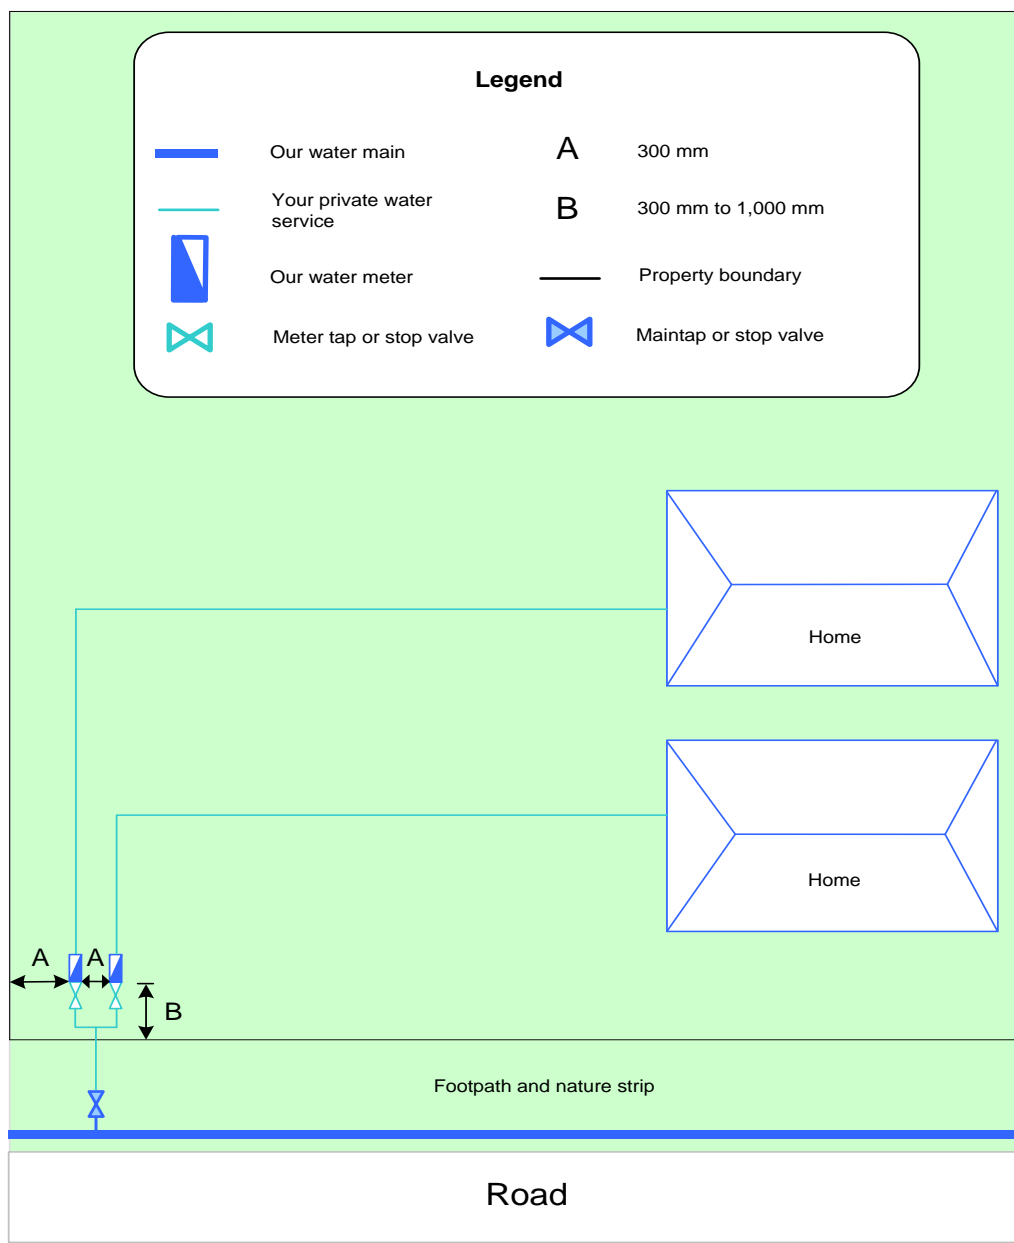 Legend
Our water main
A
300 mm
Your private water
service
B
300 mm to 1,000 mm
Our water meter
Property boundary
Meter tap or stop valve
Maintap or stop valve
Home
Home
A
A
B
Footpath and nature strip
Road